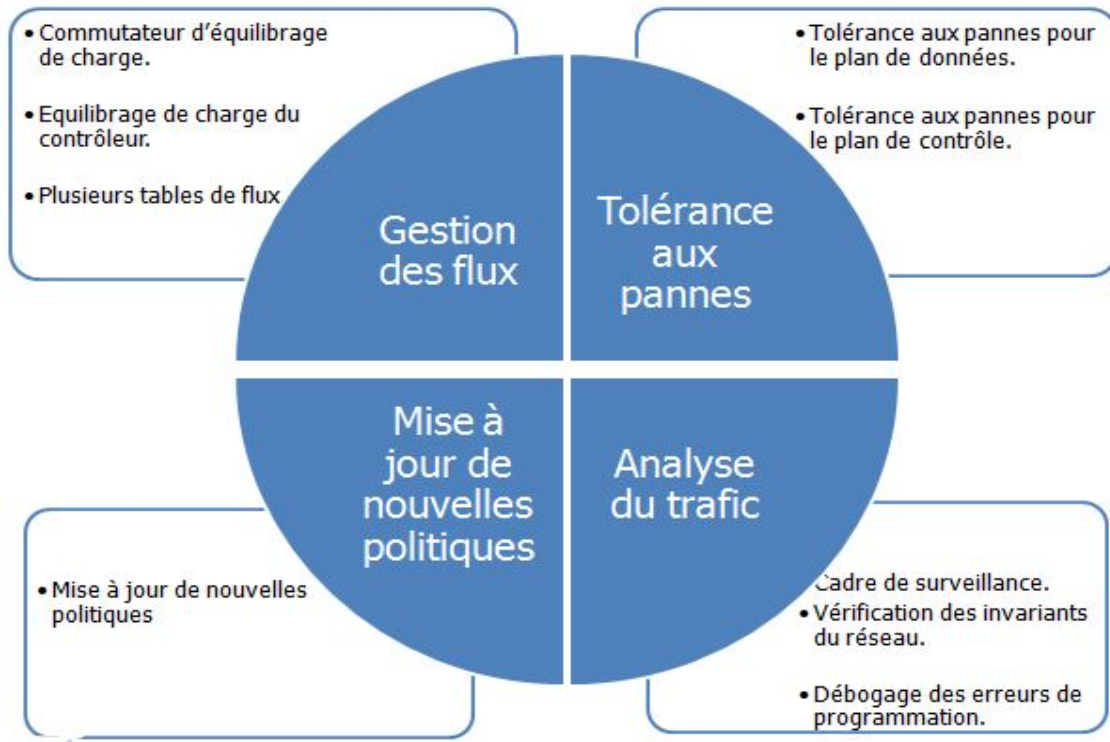 • Commutateur d'équilibrage
de charge.
• Equilibrage de charge du
contrôleur.
• Plusieurs tables de flux
• Tolérance aux pannes pour
le plan de données.
• Tolérance aux pannes pour
le plan de contrôle.
Gestion
des flux
Tolérance
aux
pannes
Mise à
jour de
nouvelles
politiques
Analyse
du trafic
• Mise à jour de nouvelles
politiques
Cadre de surveillance.
• Vérification des invariants
du réseau.
• Débogage des erreurs de
programmation.